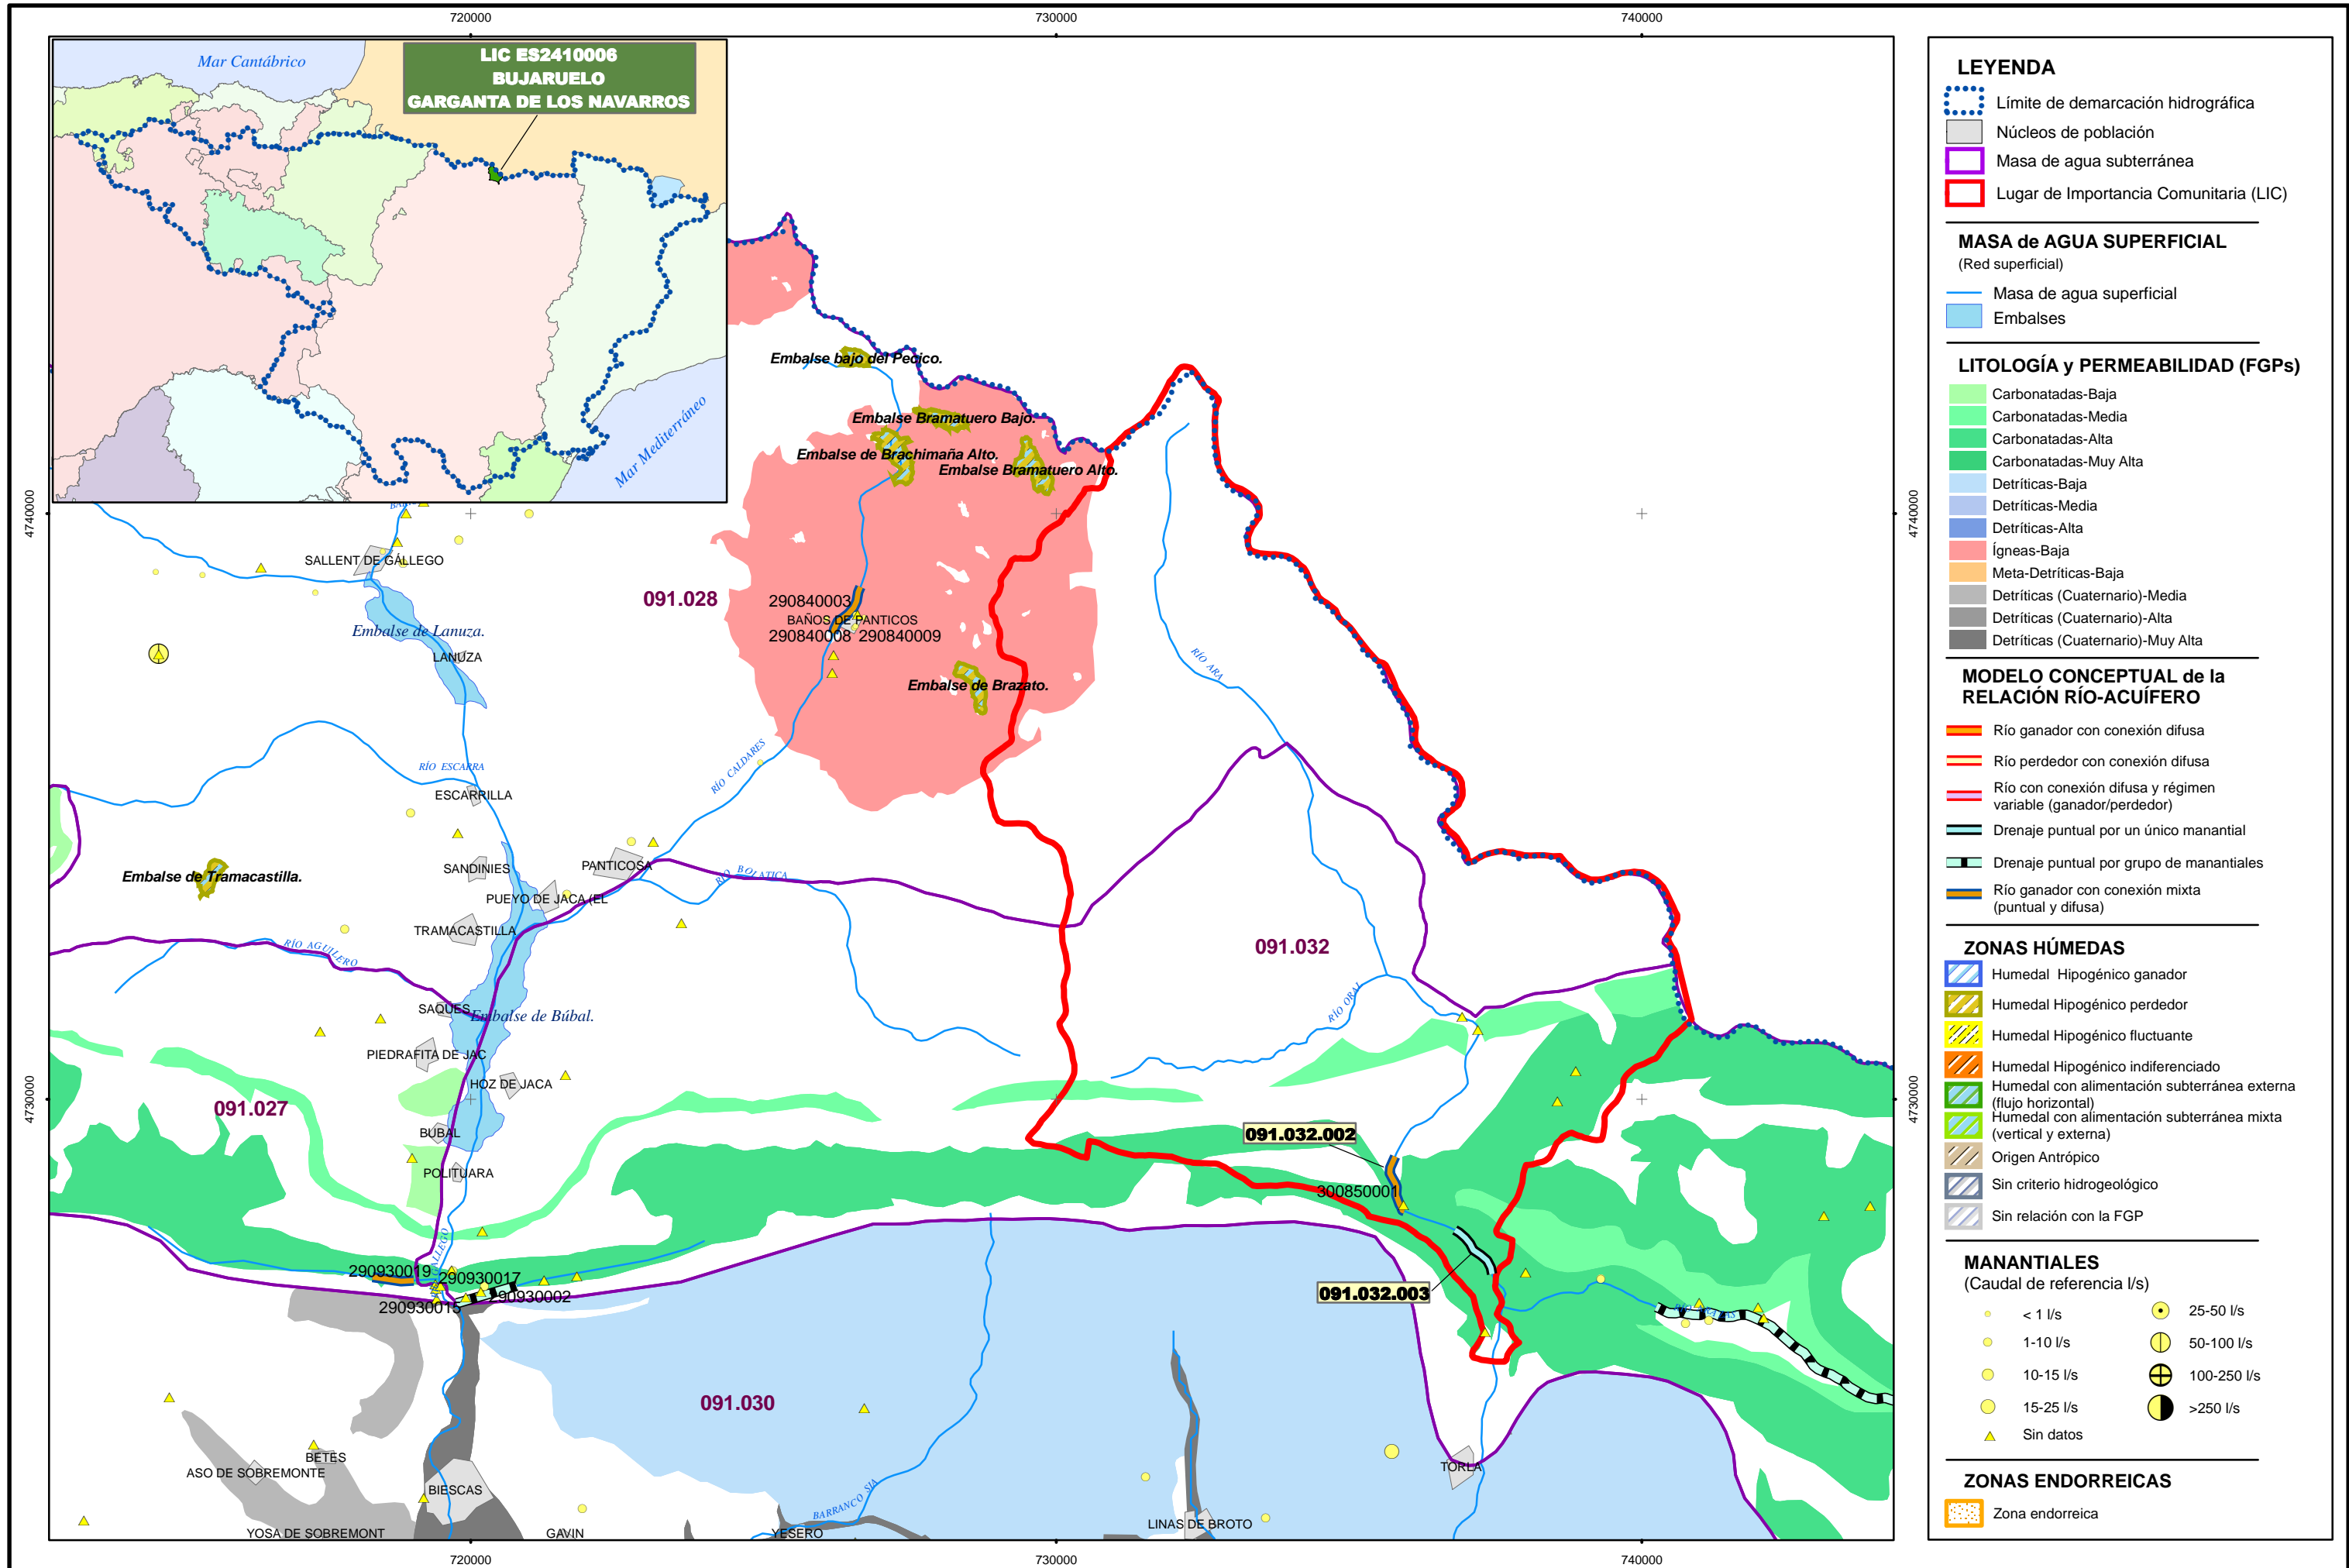 720000
730000
740000
Mar Cantábrico
LIC ES2410006
BUJARUELO
GARGANTA DE LOS NAVARROS
Mar Mediterráneo
4740000
4740000
4730000
4730000
Embalse bajo del Pecico.
Embalse Bramatuero Bajo.
Embalse de Brachimaña Alto.
Embalse Bramatuero Alto.
SALLENT DE GÁLLEGO
091.028
290840003
BAÑOS DE PANTICOS
290840008
290840009
Embalse de Lanuza.
LANUZA
Embalse de Brazato.
RÍO ARA
RÍO CALDARES
RÍO ESCARRA
ESCARRILLA
SANDINIES
PANTICOSA
RÍO BOLATICA
Embalse de Tramacastilla.
PUEYO DE JACA (EL
TRAMACASTILLA
RÍO AGUILERO
091.032
RÍO ORAL
SAQUES
Embalse de Búbal.
PIEDRAFITA DE JAC
HOZ DE JACA
091.027
BUBAL
POLITUARA
091.032.002
300850001
GALLEGO
290930019
290930017
290930002
290930015
091.032.003
091.030
BETES
ASO DE SOBREMONTE
BIESCAS
BARRANCO SIA
TORLA
YOSA DE SOBREMONT
GAVIN
YESERO
LINAS DE BROTO
720000
730000
740000
LEYENDA
Límite de demarcación hidrográfica
Núcleos de población
Masa de agua subterránea
Lugar de Importancia Comunitaria (LIC)
MASA de AGUA SUPERFICIAL
(Red superficial)
Masa de agua superficial
Embalses
LITOLOGÍA y PERMEABILIDAD (FGPs)
Carbonatadas-Baja
Carbonatadas-Media
Carbonatadas-Alta
Carbonatadas-Muy Alta
Detríticas-Baja
Detríticas-Media
Detríticas-Alta
Ígneas-Baja
Meta-Detríticas-Baja
Detríticas (Cuaternario)-Media
Detríticas (Cuaternario)-Alta
Detríticas (Cuaternario)-Muy Alta
MODELO CONCEPTUAL de la
RELACIÓN RÍO-ACUÍFERO
Río ganador con conexión difusa
Río perdedor con conexión difusa
Río con conexión difusa y régimen
variable (ganador/perdedor)
Drenaje puntual por un único manantial
Drenaje puntual por grupo de manantiales
Río ganador con conexión mixta
(puntual y difusa)
ZONAS HÚMEDAS
Humedal Hipogénico ganador
Humedal Hipogénico perdedor
Humedal Hipogénico fluctuante
Humedal Hipogénico indiferenciado
Humedal con alimentación subterránea externa
(flujo horizontal)
Humedal con alimentación subterránea mixta
(vertical y externa)
Origen Antrópico
Sin criterio hidrogeológico
Sin relación con la FGP
MANANTIALES
(Caudal de referencia l/s)
< 1 l/s
1-10 l/s
10-15 l/s
15-25 l/s
Sin datos
25-50 l/s
50-100 l/s
100-250 l/s
>250 l/s
ZONAS ENDORREICAS
Zona endorreica